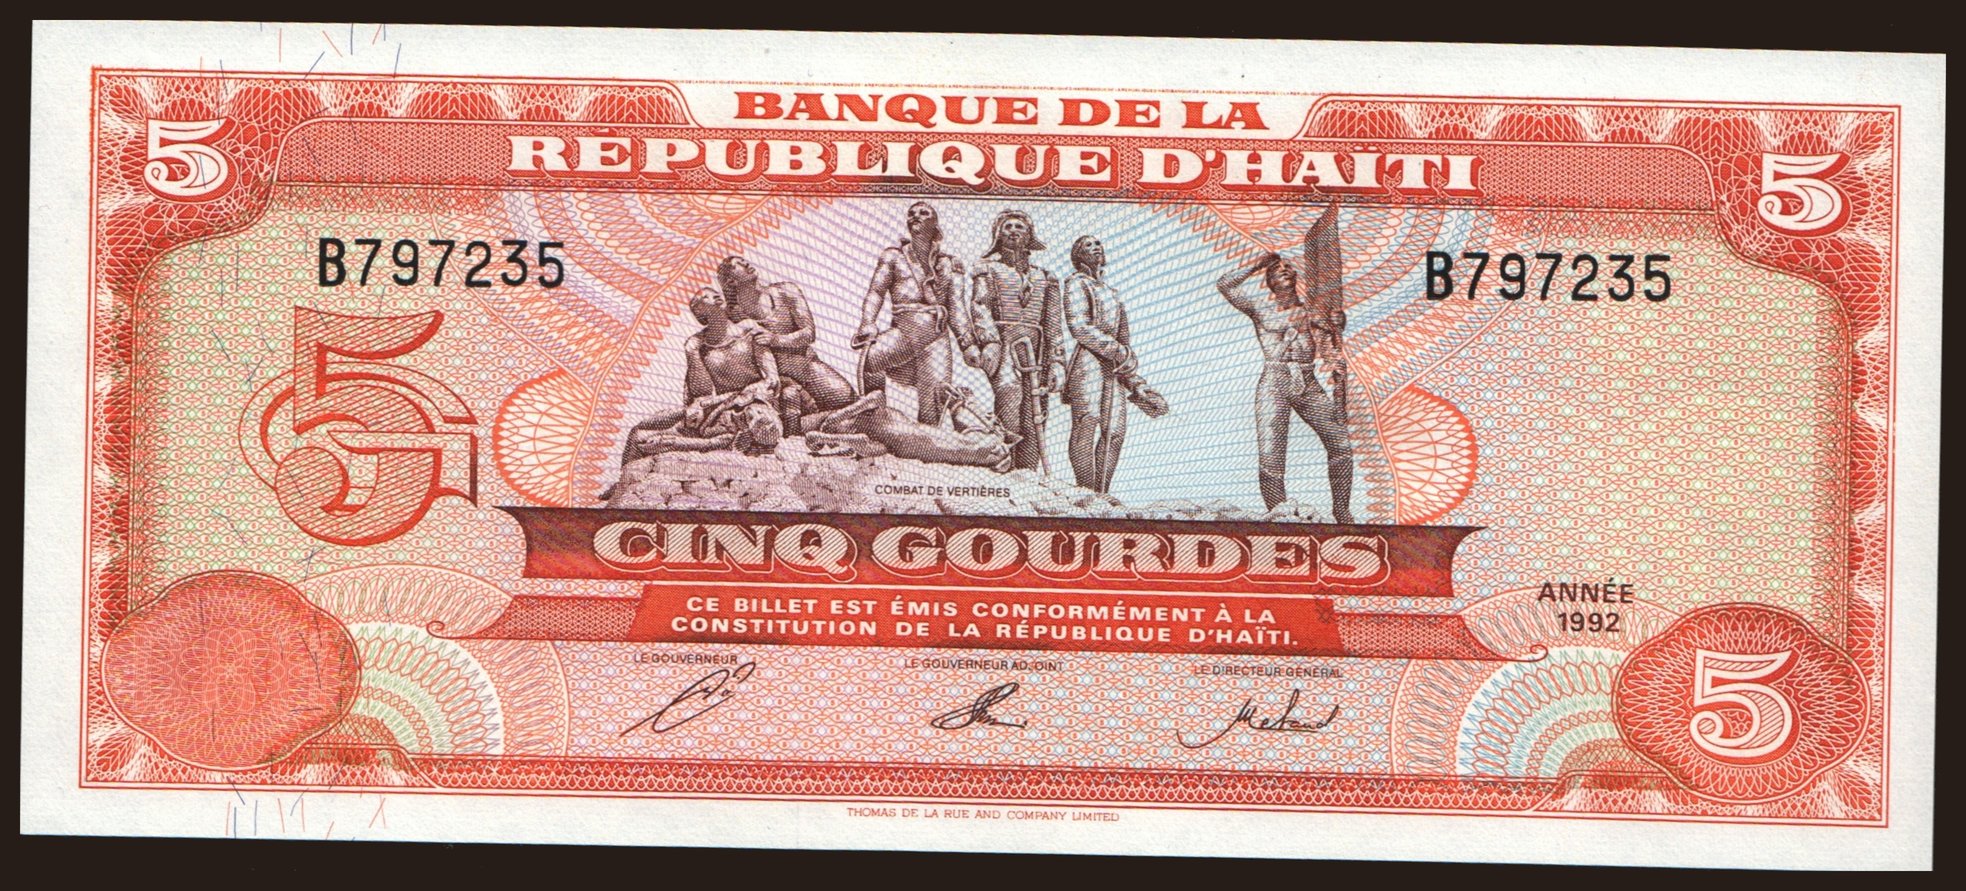 BANQUE DE LA
RÉPUBLIQUE D'HAÏTI
5
5
B797235
B797235
5G
COMBAT DE VERTIÈRES
CINQ GOURDES
CE BILLET EST ÉMIS CONFORMÉMENT À LA
CONSTITUTION DE LA RÉPUBLIQUE D'HAÏTI.
ANNÉE
1992
LE GOUVERNEUR
LE GOUVERNEUR ADJOINT
LE DIRECTEUR GÉNÉRAL
5
THOMAS DE LA RUE AND COMPANY LIMITED